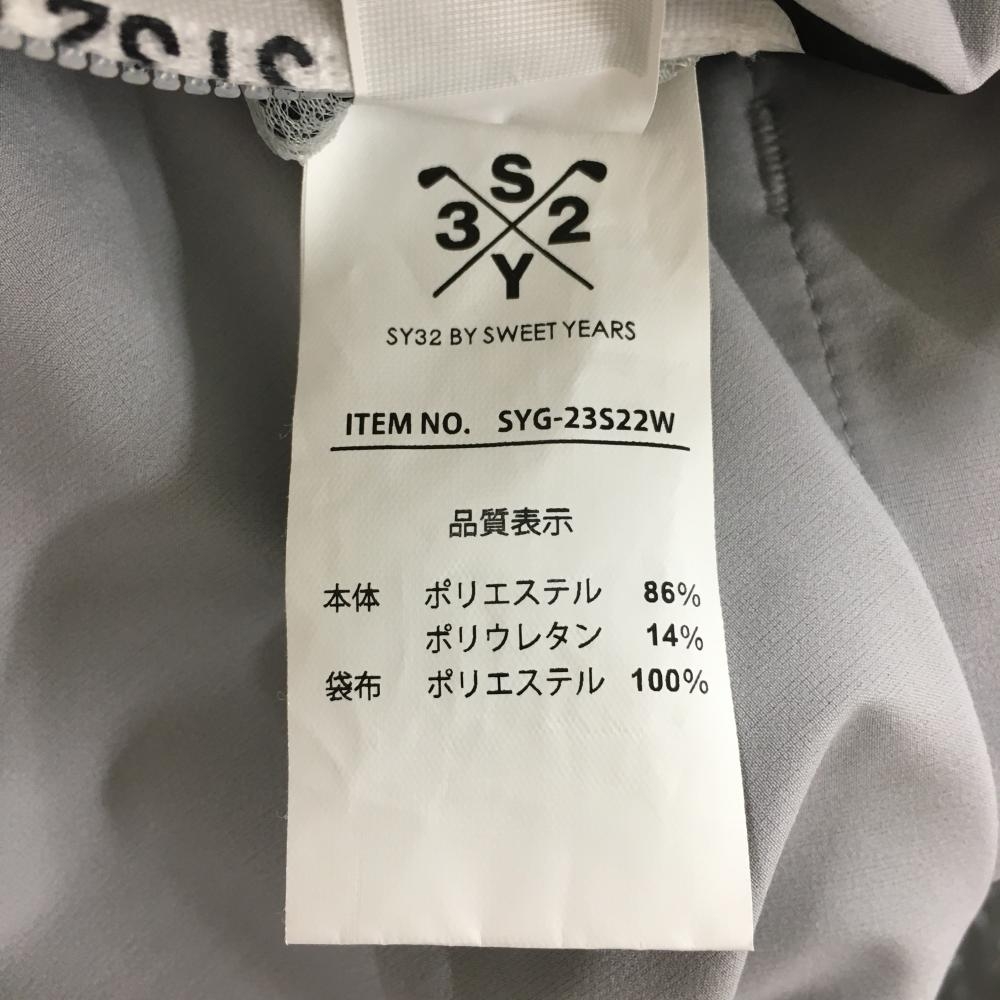 S
3 2
Y
SY32 BY SWEET YEARS
ITEM NO. SYG-23S22W
品質表示
本体 ポリエステル 86%
ポリウレタン 14%
袋布 ポリエステル 100%